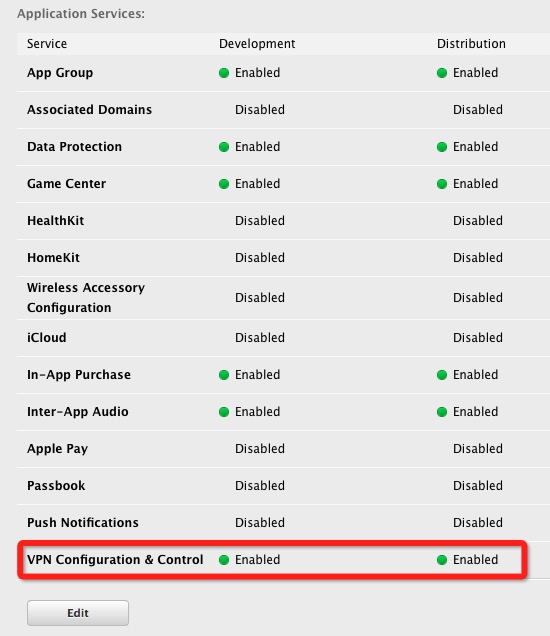 Application Services:
Service Development Distribution
App Group Enabled Enabled
Associated Domains Disabled Disabled
Data Protection Enabled Enabled
Game Center Enabled Enabled
HealthKit Disabled Disabled
HomeKit Disabled Disabled
Wireless Accessory
Configuration Disabled Disabled
iCloud Disabled Disabled
In-App Purchase Enabled Enabled
Inter-App Audio Enabled Enabled
Apple Pay Disabled Disabled
Passbook Disabled Disabled
Push Notifications Disabled Disabled
VPN Configuration & Control Enabled Enabled
Edit